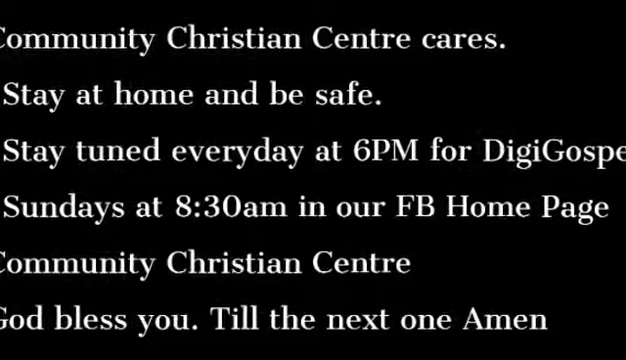 Community Christian Centre cares.
Stay at home and be safe.
Stay tuned everyday at 6PM for DigiGospe
Sundays at 8:30am in our FB Home Page
Community Christian Centre
God bless you. Till the next one Amen